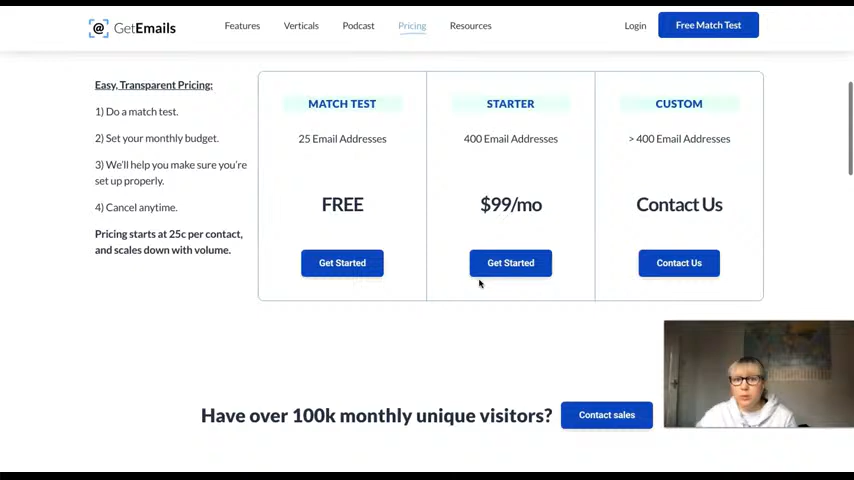 @ GetEmails
Features
Verticals
Podcast
Pricing
Resources
Login
Free Match Test
Easy, Transparent Pricing:
1) Do a match test.
2) Set your monthly budget.
3) We'll help you make sure you're
set up properly.
4) Cancel anytime.
Pricing starts at 25c per contact,
and scales down with volume.
MATCH TEST
25 Email Addresses
FREE
Get Started
STARTER
400 Email Addresses
$99/mo
Get Started
CUSTOM
> 400 Email Addresses
Contact Us
Contact Us
Have over 100k monthly unique visitors?
Contact sales